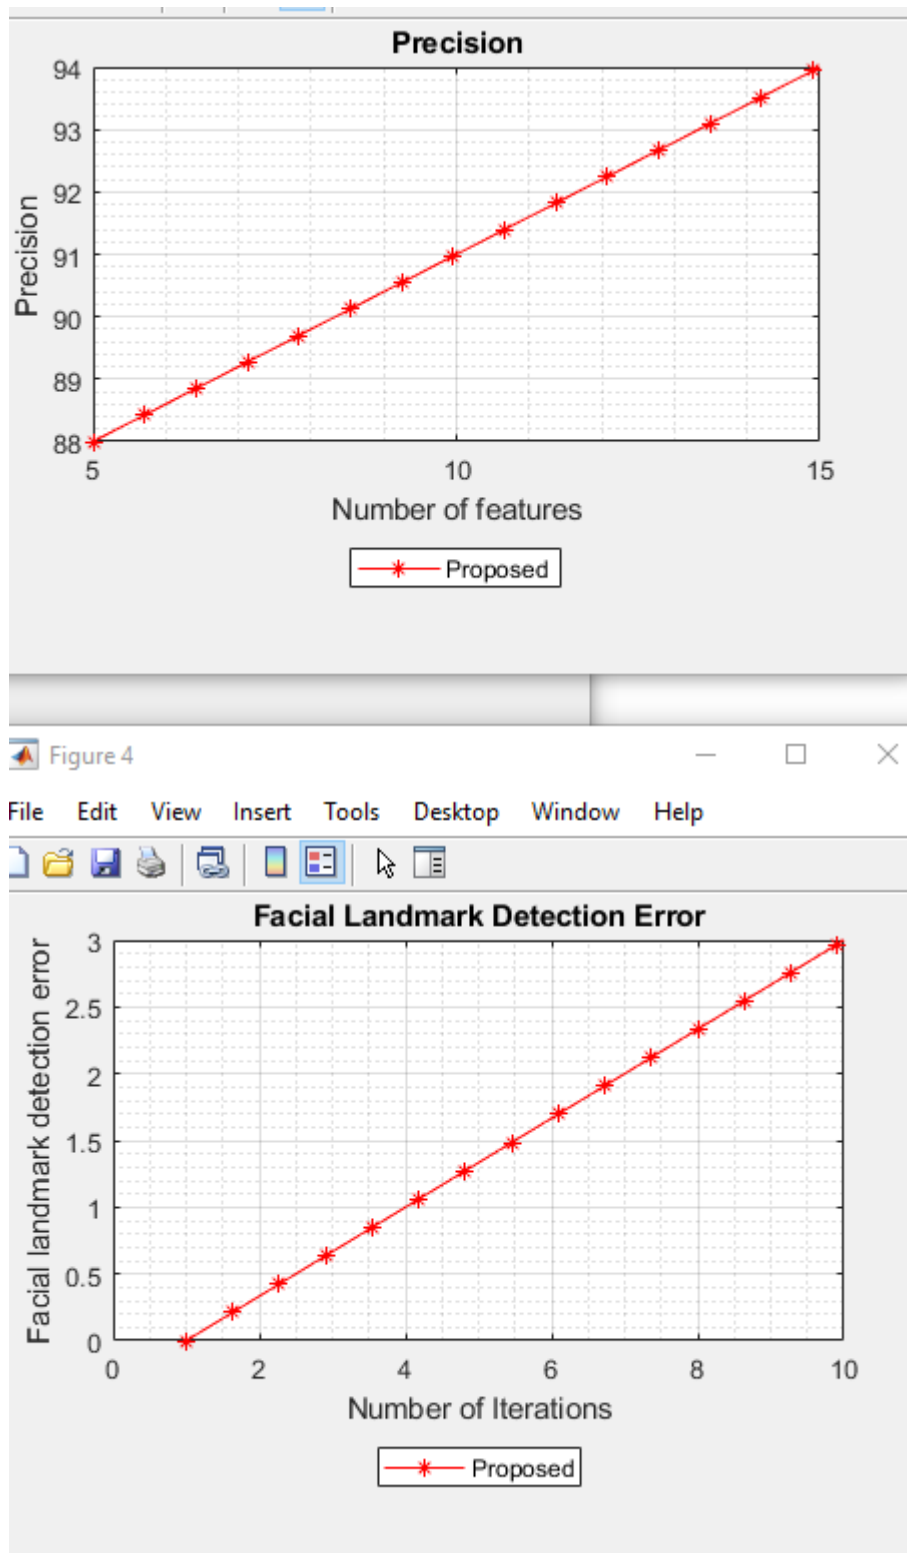 Precision
94
93
92
91
90
89
88
Precision
5 10 15
Number of features
Proposed
Figure 4
File Edit View Insert Tools Desktop Window Help
Facial Landmark Detection Error
3
2.5
2
1.5
1
0.5
0
Facial landmark detection error
0 2 4 6 8 10
Number of Iterations
Proposed